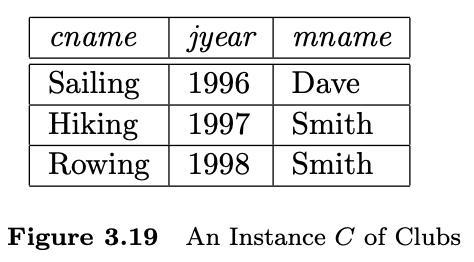 cname jyear mname
Sailing 1996 Dave
Hiking 1997 Smith
Rowing 1998 Smith
Figure 3.19 An Instance C of Clubs